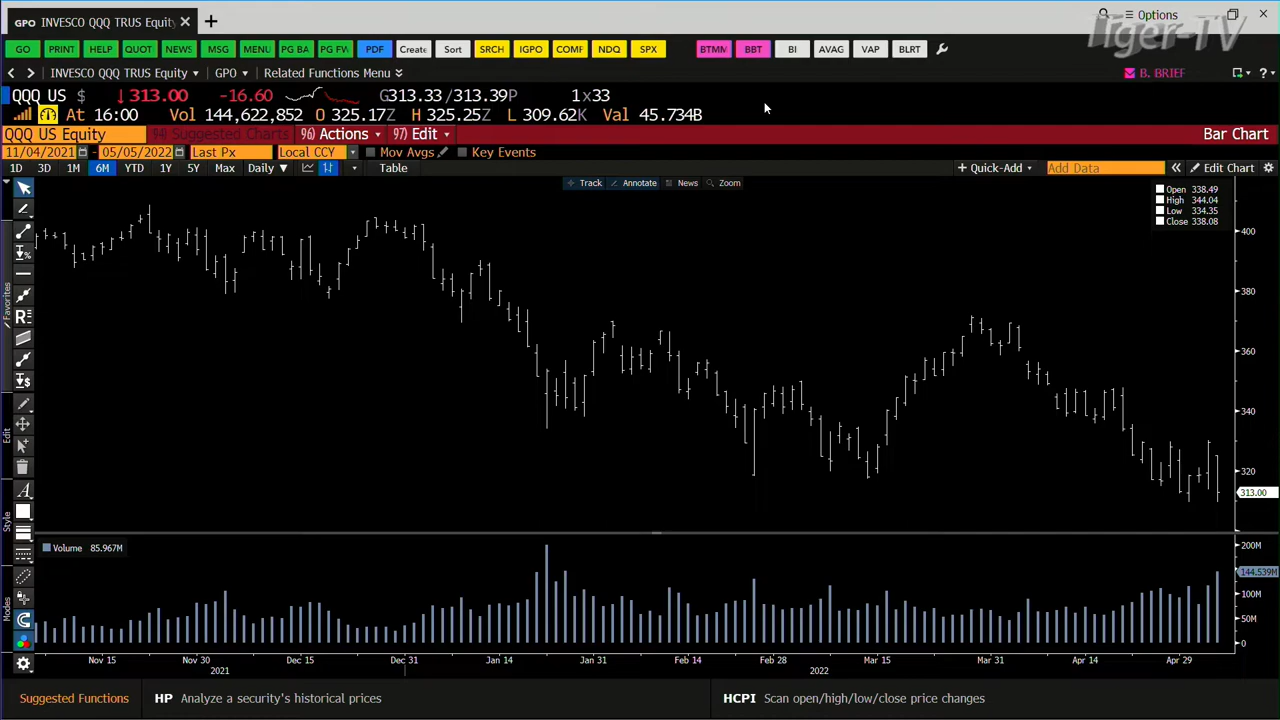 GPO INVESCO QQQ TRUS Equity × +
Options
Tiger-TV
GO PRINT HELP QUOT NEWS MSG MENU PG BA PG FW PDF Create Sort SRCH IGPO COMF NDQ SPX BTMM BBT BI AVAG VAP BLRT
< > INVESCO QQQ TRUS Equity GPO Related Functions Menu B. BRIEF
QQQ US $ ↓313.00 -16.60 G313.33/313.39P 1x33
At 16:00 Vol 144,622,852 O 325.17Z H 325.25Z L 309.62K Val 45.734B
QQQ US Equity 94) Suggested Charts 96) Actions 97) Edit Bar Chart
11/04/2021 - 05/05/2022 Last Px Local CCY Mov Avgs Key Events
1D 3D 1M 6M YTD 1Y 5Y Max Daily Table + Quick-Add Add Data Edit Chart
Track Annotate News Zoom
Open 338.49
High 344.04
Low 334.35
Close 338.08
400
380
360
340
320
313.00
Favorites
Edit
Style
Modes
Volume 85.967M
200M
144.539M
100M
50M
0
Nov 15 Nov 30 Dec 15 Dec 31 Jan 14 Jan 31 Feb 14 Feb 28 Mar 15 Mar 31 Apr 14 Apr 29
2021 2022
Suggested Functions HP Analyze a security's historical prices HCPI Scan open/high/low/close price changes